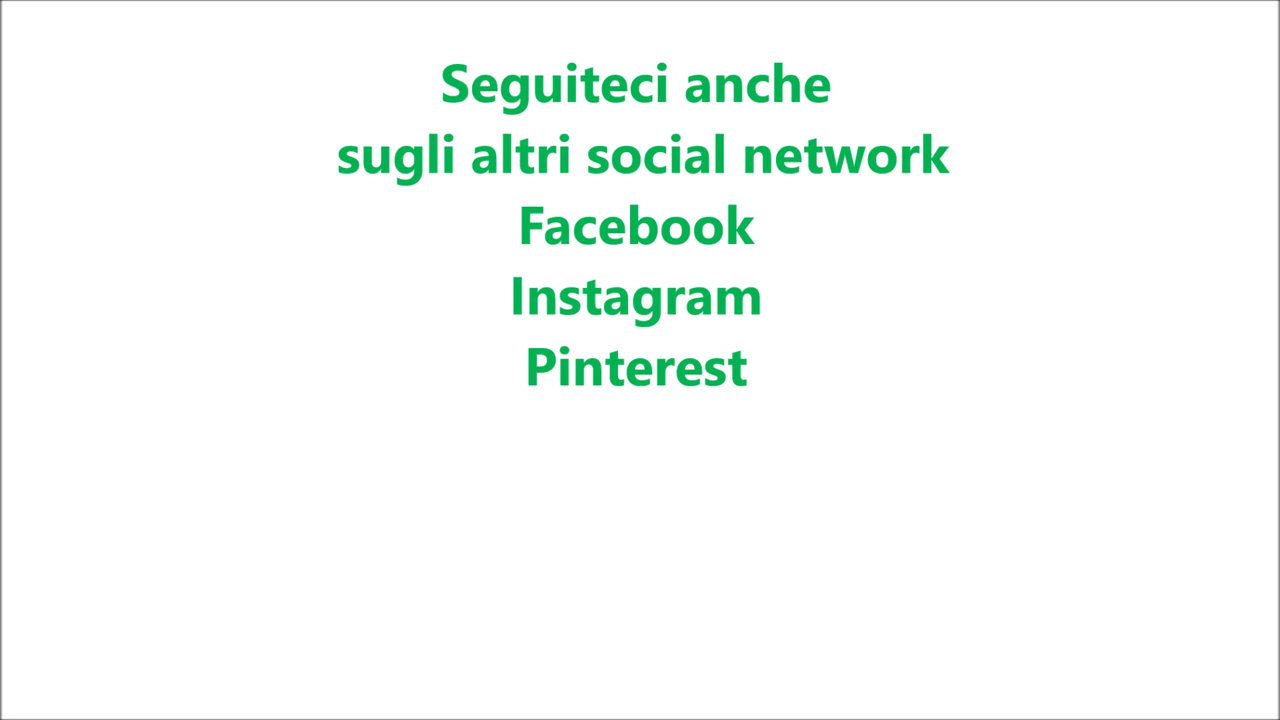 Seguiteci anche
sugli altri social network
Facebook
Instagram
Pinterest